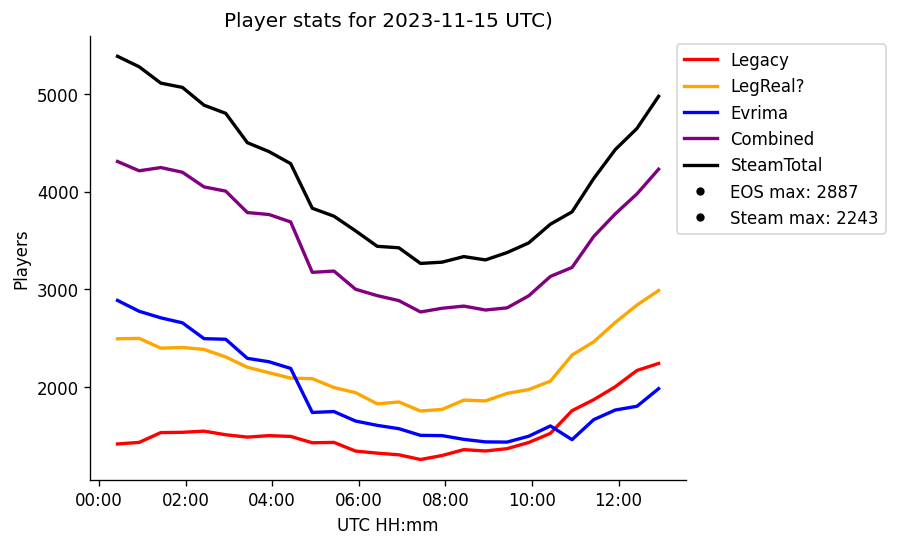 Player stats for 2023-11-15 UTC)
Legacy
LegReal?
Evrima
Combined
SteamTotal
EOS max: 2887
Steam max: 2243
Players
5000
4000
3000
2000
00:00 02:00 04:00 06:00 08:00 10:00 12:00
UTC HH:mm